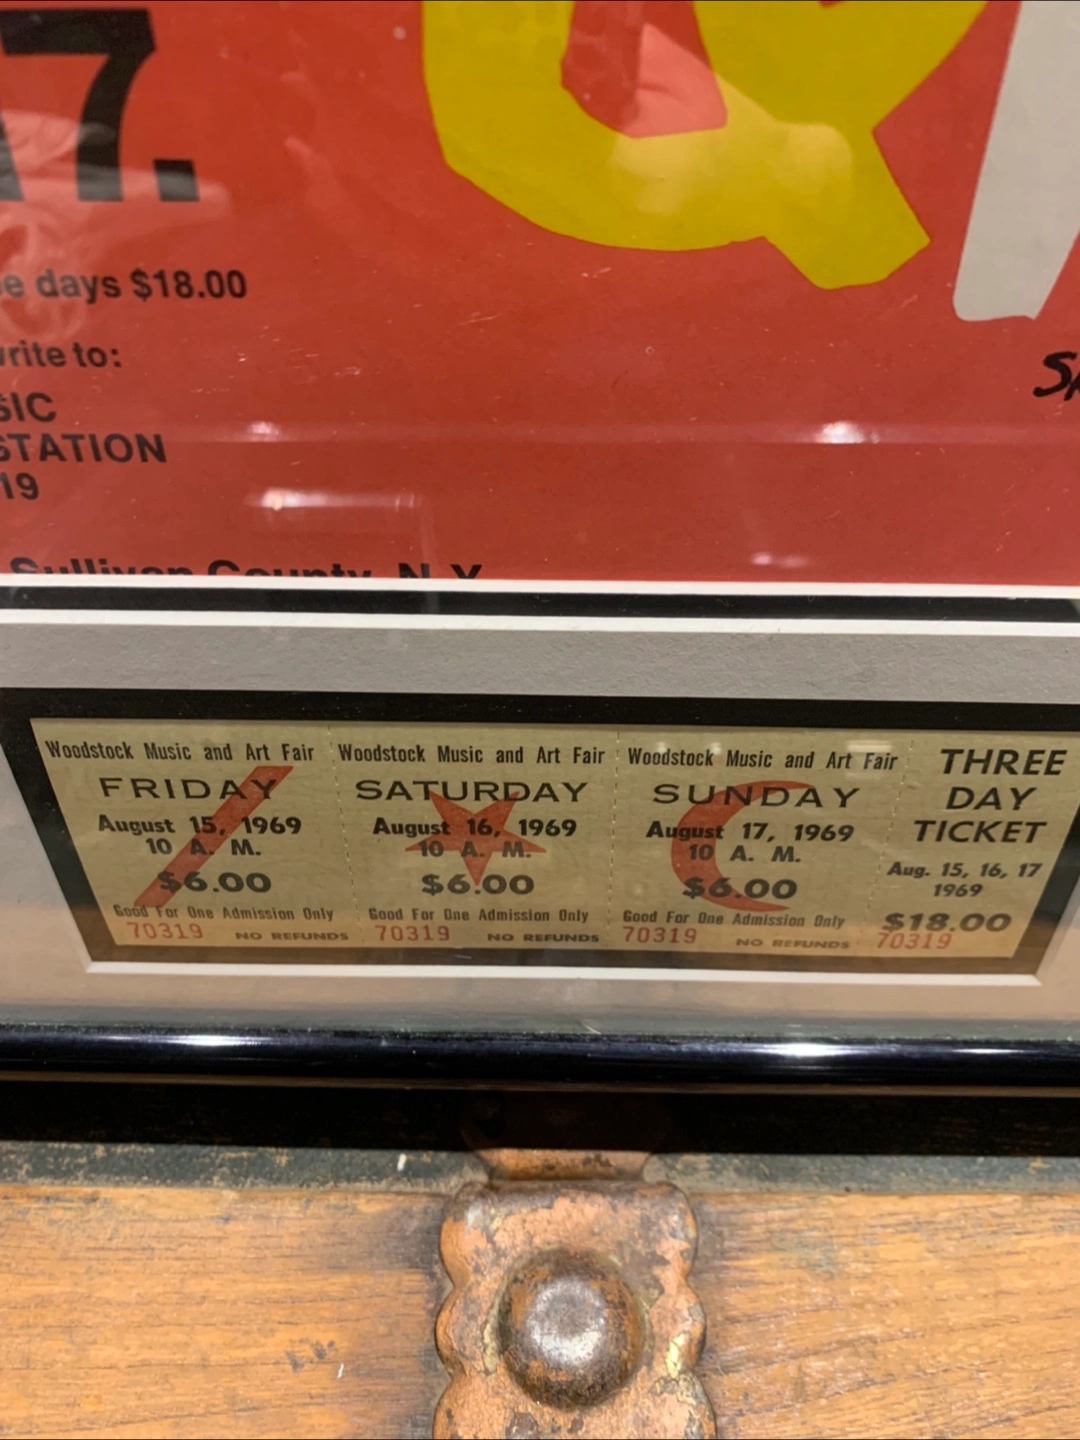 7.
days $18.00
write to:
STATION
19
Sullivan County, N.Y.
Woodstock Music and Art Fair
FRIDAY
August 15, 1969
10 A. M.
$6.00
Good For One Admission Only
70319 NO REFUNDS
Woodstock Music and Art Fair
SATURDAY
August 16, 1969
10 A. M.
$6.00
Good For One Admission Only
70319 NO REFUNDS
Woodstock Music and Art Fair
SUNDAY
August 17, 1969
10 A. M.
$6.00
Good For One Admission Only
70319 NO REFUNDS
THREE
DAY
TICKET
Aug. 15, 16, 17
1969
$18.00
70319